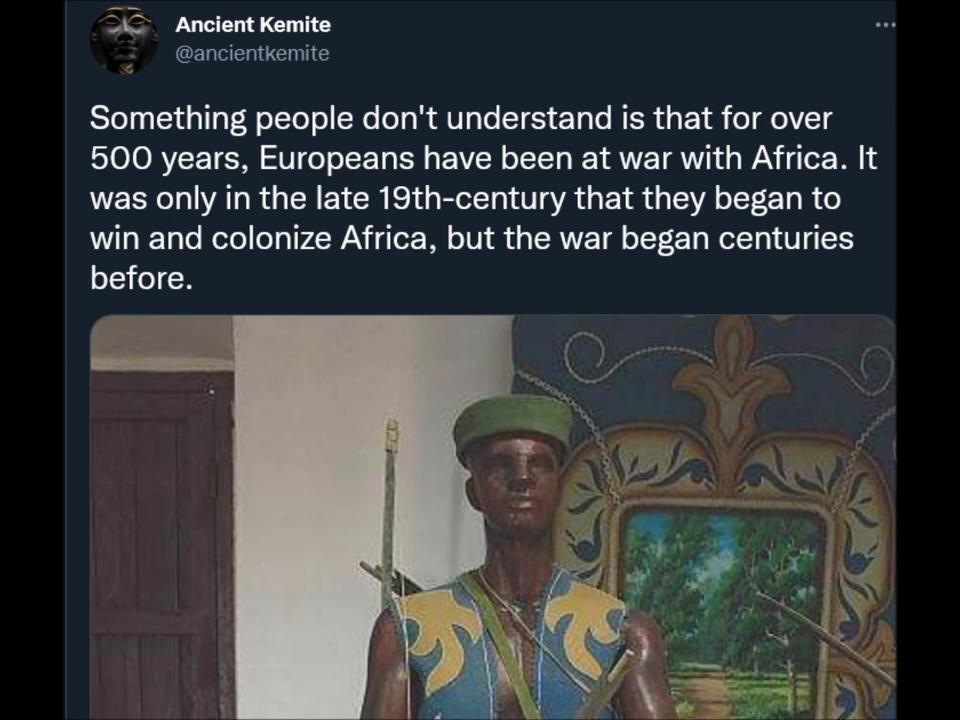 Ancient Kemite
@ancientkemite
Something people don't understand is that for over
500 years, Europeans have been at war with Africa. It
was only in the late 19th-century that they began to
win and colonize Africa, but the war began centuries
before.